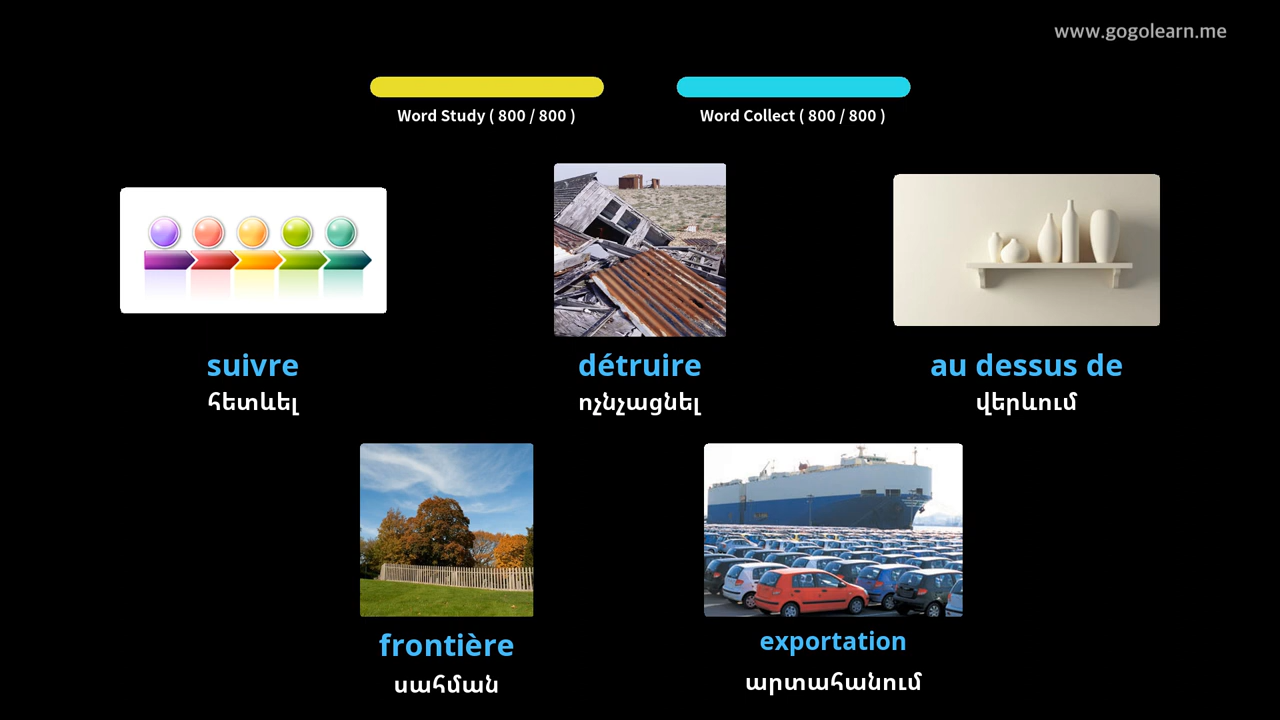 www.gogolearn.me
Word Study ( 800 / 800 )
Word Collect ( 800 / 800 )
suivre
հետևել
détruire
ոչնչացնել
au dessus de
վերևում
frontière
սահման
exportation
արտահանում